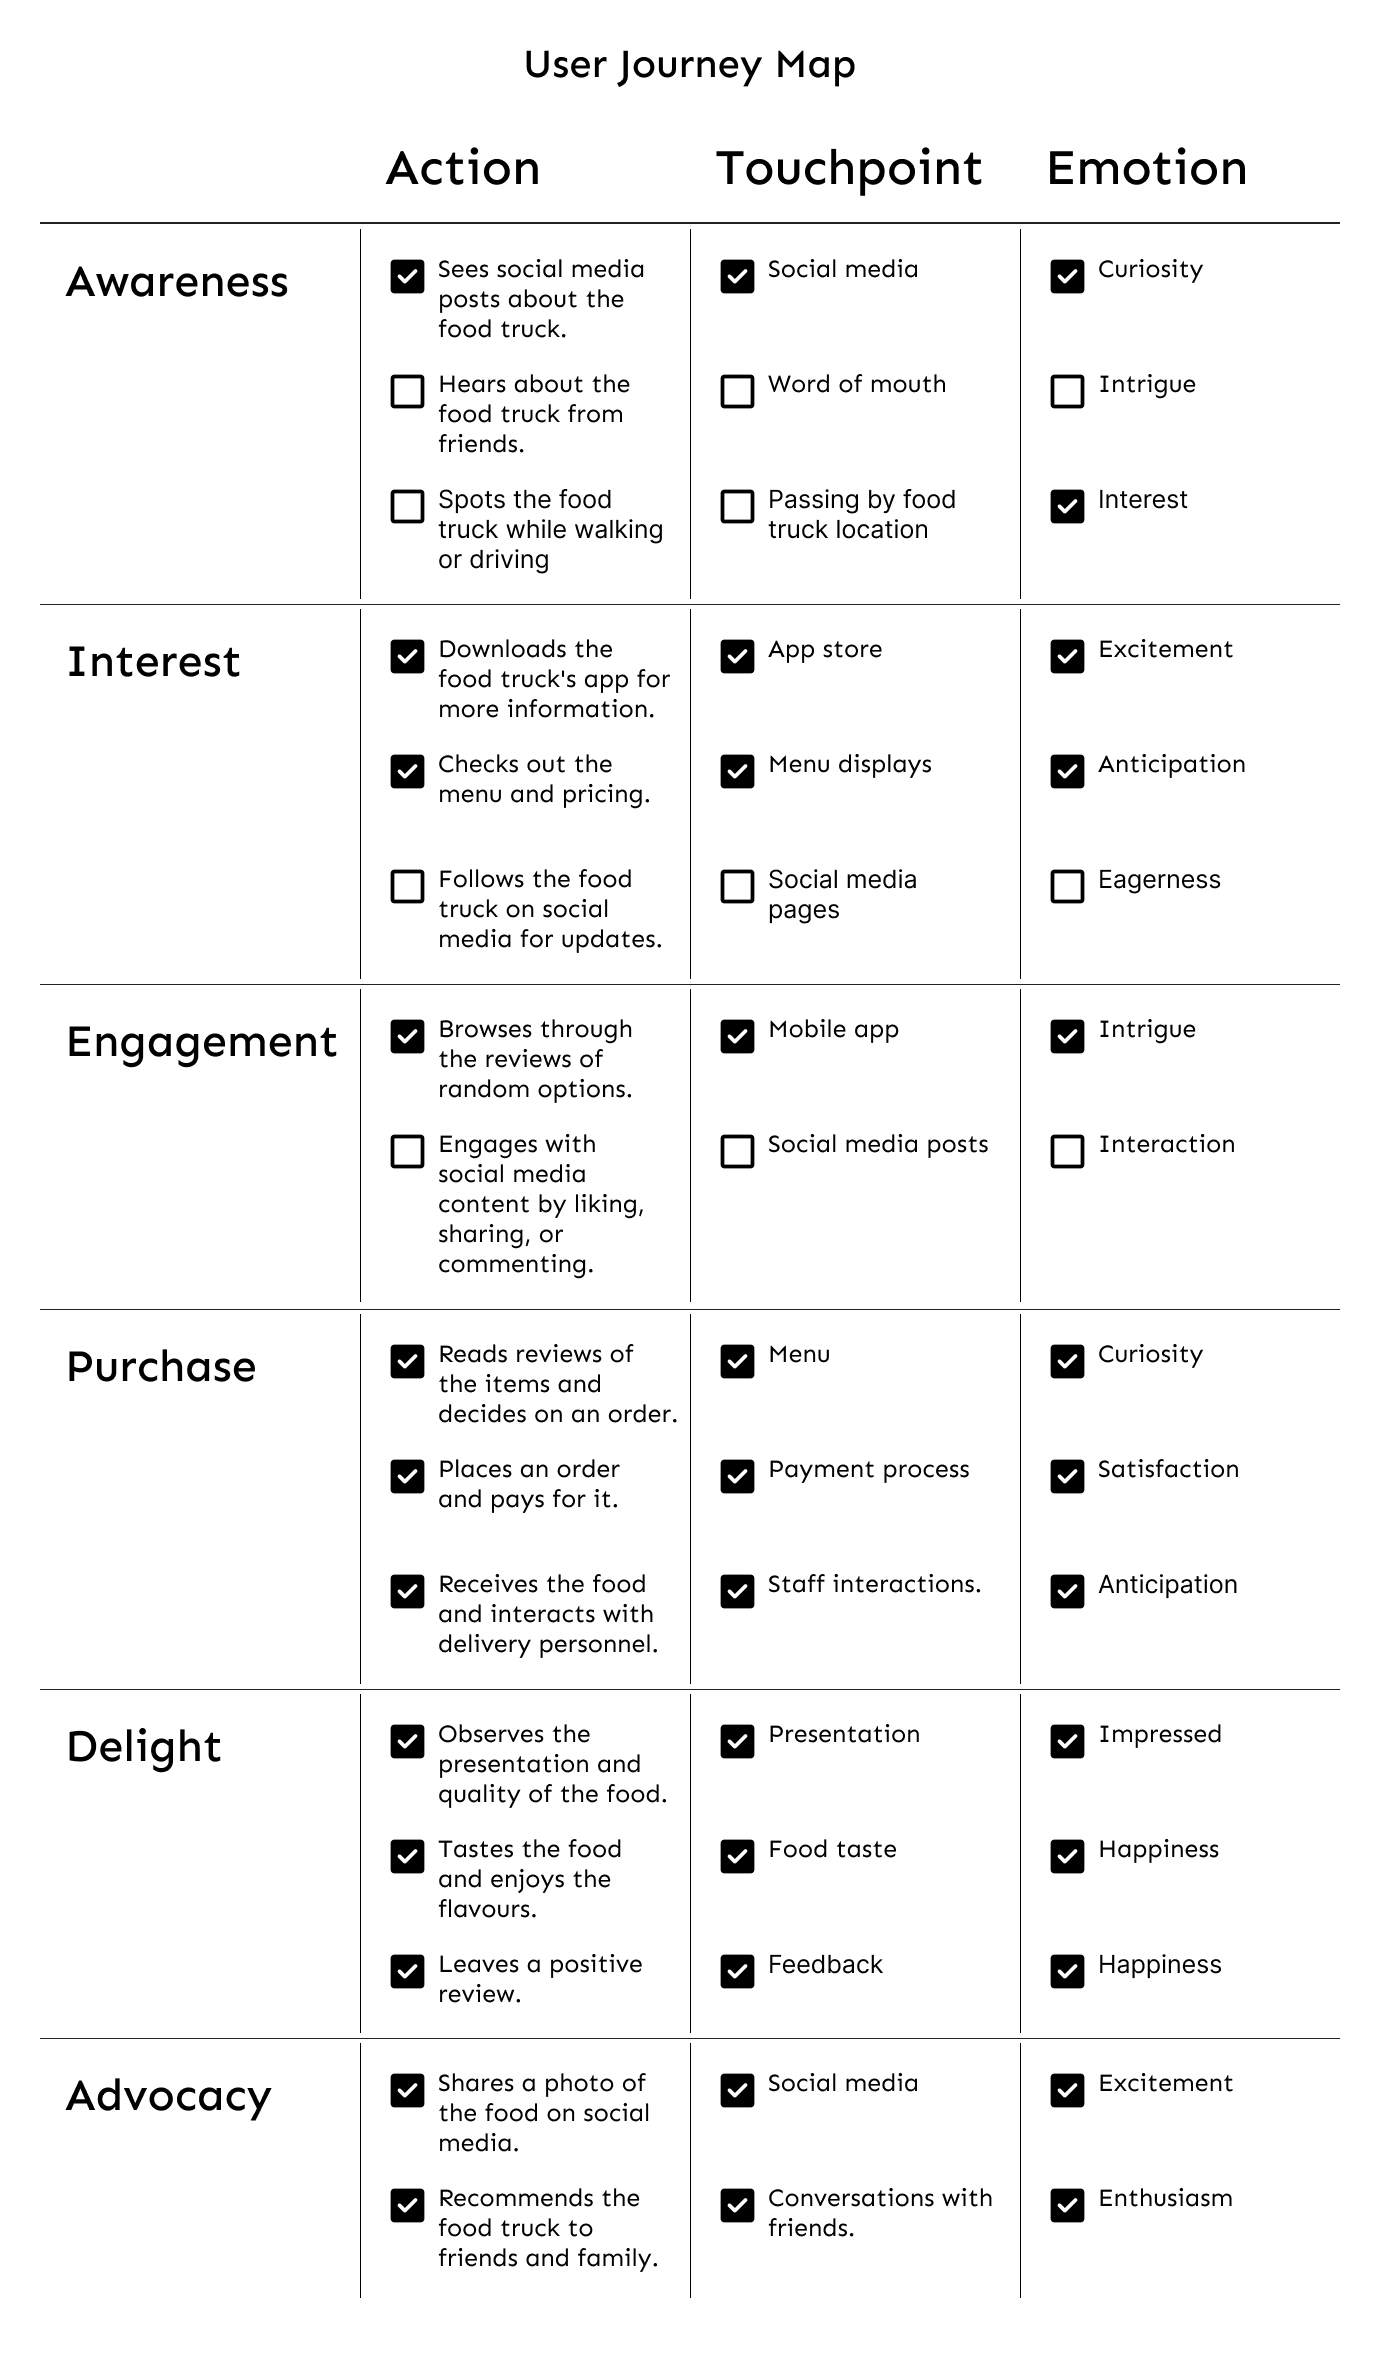 User Journey Map
Action
Touchpoint
Emotion
Awareness
Sees social media
posts about the
food truck.
Social media
Curiosity
Hears about the
food truck from
friends.
Word of mouth
Intrigue
Spots the food
truck while walking
or driving
Passing by food
truck location
Interest
Interest
Downloads the
food truck's app for
more information.
App store
Excitement
Checks out the
menu and pricing.
Menu displays
Anticipation
Follows the food
truck on social
media for updates.
Social media
pages
Eagerness
Engagement
Browses through
the reviews of
random options.
Mobile app
Intrigue
Engages with
social media
content by liking,
sharing, or
commenting.
Social media posts
Interaction
Purchase
Reads reviews of
the items and
decides on an order.
Menu
Curiosity
Places an order
and pays for it.
Payment process
Satisfaction
Receives the food
and interacts with
delivery personnel.
Staff interactions.
Anticipation
Delight
Observes the
presentation and
quality of the food.
Presentation
Impressed
Tastes the food
and enjoys the
flavours.
Food taste
Happiness
Leaves a positive
review.
Feedback
Happiness
Advocacy
Shares a photo of
the food on social
media.
Social media
Excitement
Recommends the
food truck to
friends and family.
Conversations with
friends.
Enthusiasm